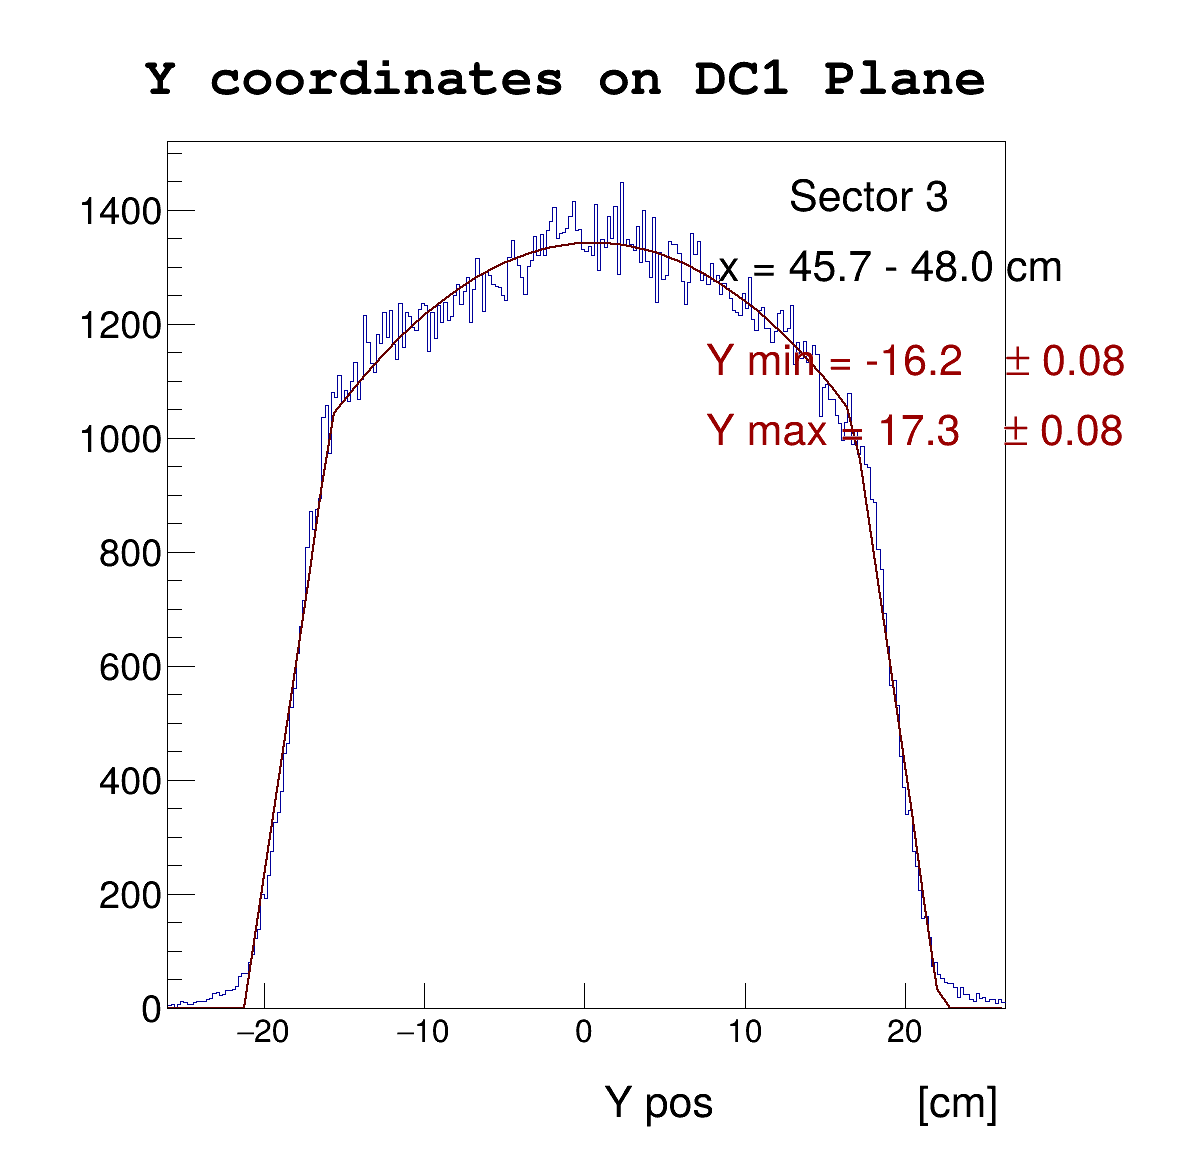 Y coordinates on DC1 Plane
Sector 3
x = 45.7 - 48.0 cm
Y min = -16.2 ± 0.08
Y max = 17.3 ± 0.08
1400
1200
1000
800
600
400
200
0
−20 −10 0 10 20
Y pos [cm]